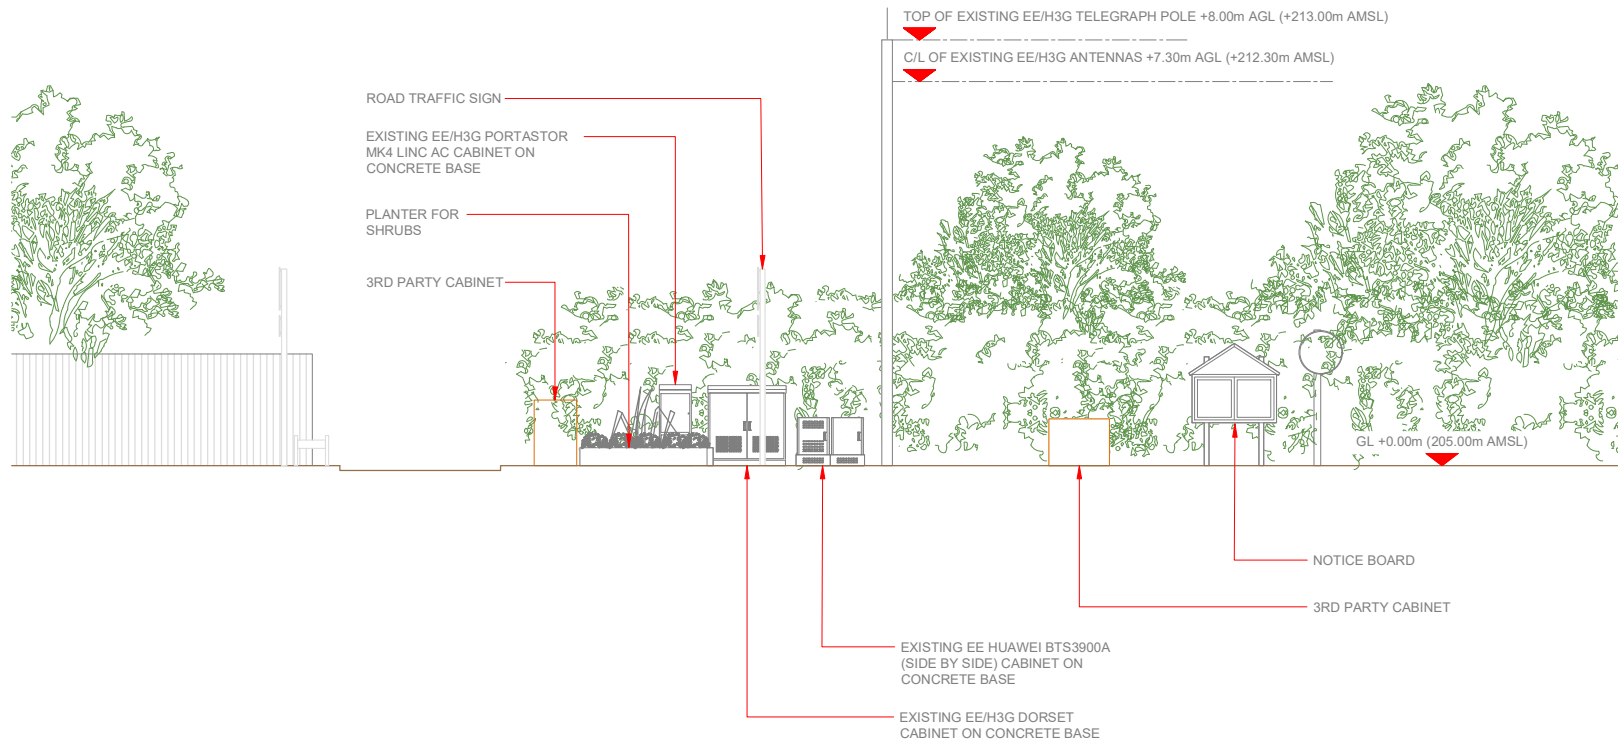 TOP OF EXISTING EE/H3G TELEGRAPH POLE +8.00m AGL (+213.00m AMSL)
C/L OF EXISTING EE/H3G ANTENNAS +7.30m AGL (+212.30m AMSL)
ROAD TRAFFIC SIGN
EXISTING EE/H3G PORTASTOR
MK4 LINC AC CABINET ON
CONCRETE BASE
PLANTER FOR
SHRUBS
3RD PARTY CABINET
GL +0.00m (205.00m AMSL)
NOTICE BOARD
3RD PARTY CABINET
EXISTING EE HUAWEI BTS3900A
(SIDE BY SIDE) CABINET ON
CONCRETE BASE
EXISTING EE/H3G DORSET
CABINET ON CONCRETE BASE